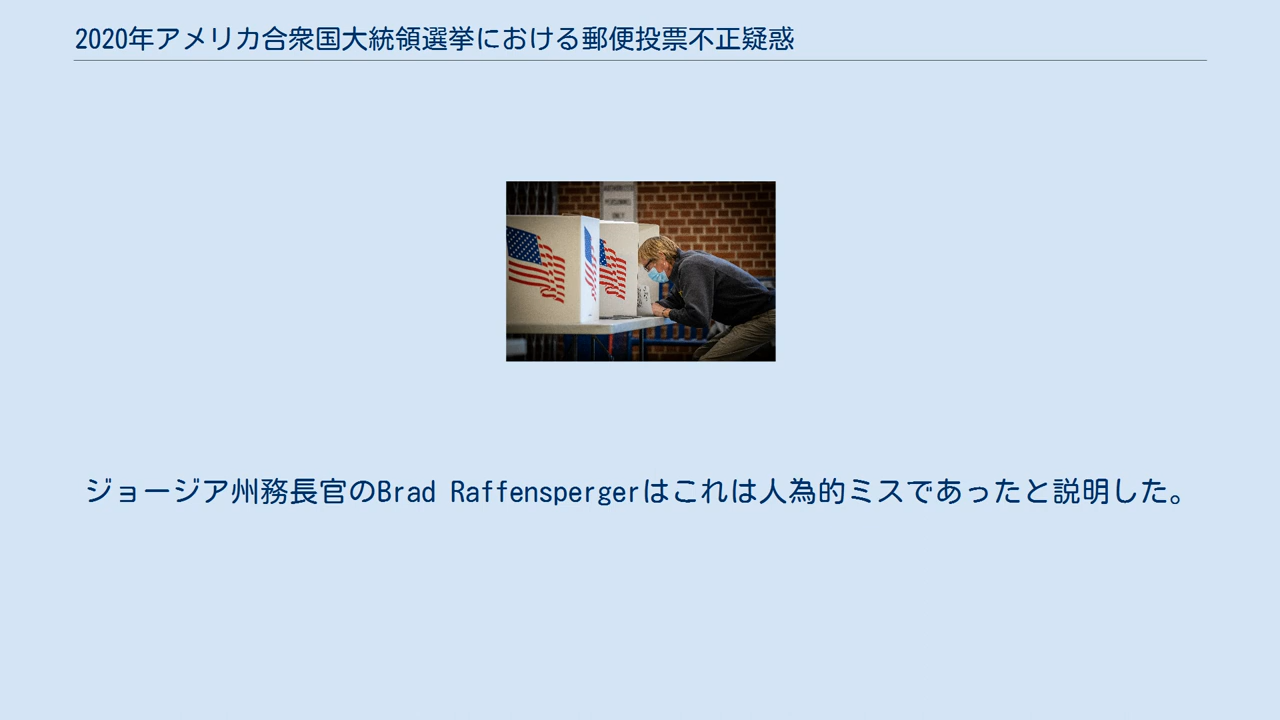 2020年アメリカ合衆国大統領選挙における郵便投票不正疑惑
AUTHORIZED
PERSONNEL
ONLY
ジョージア州務長官のBrad Raffenspergerはこれは人為的ミスであったと説明した。